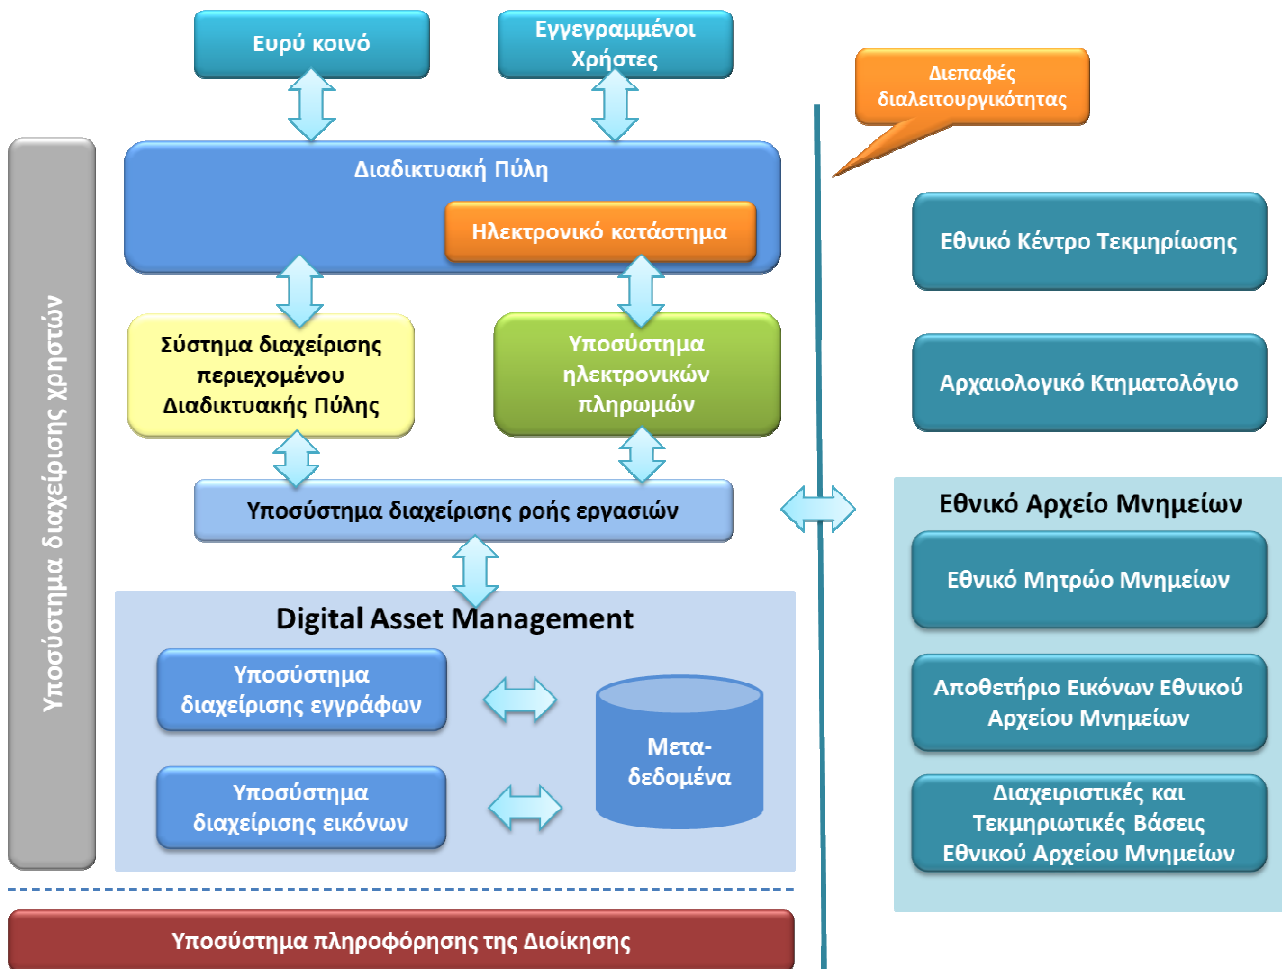 Ευρύ κοινό
Εγγεγραμμένοι
Χρήστες
Διεπαφές
διαλειτουργικότητας
Διαδικτυακή Πύλη
Ηλεκτρονικό κατάστημα
Εθνικό Κέντρο Τεκμηρίωσης
Υποσύστημα διαχείρισης χρηστών
Σύστημα διαχείρισης
περιεχομένου
Διαδικτυακής Πύλης
Υποσύστημα
ηλεκτρονικών
πληρωμών
Αρχαιολογικό Κτηματολόγιο
Υποσύστημα διαχείρισης ροής εργασιών
Εθνικό Αρχείο Μνημείων
Εθνικό Μητρώο Μνημείων
Αποθετήριο Εικόνων Εθνικού
Αρχείου Μνημείων
Διαχειριστικές και
Τεκμηριωτικές Βάσεις
Εθνικού Αρχείου Μνημείων
Digital Asset Management
Υποσύστημα
διαχείρισης εγγράφων
Υποσύστημα
διαχείρισης εικόνων
Μετα-
δεδομένα
Υποσύστημα πληροφόρησης της Διοίκησης